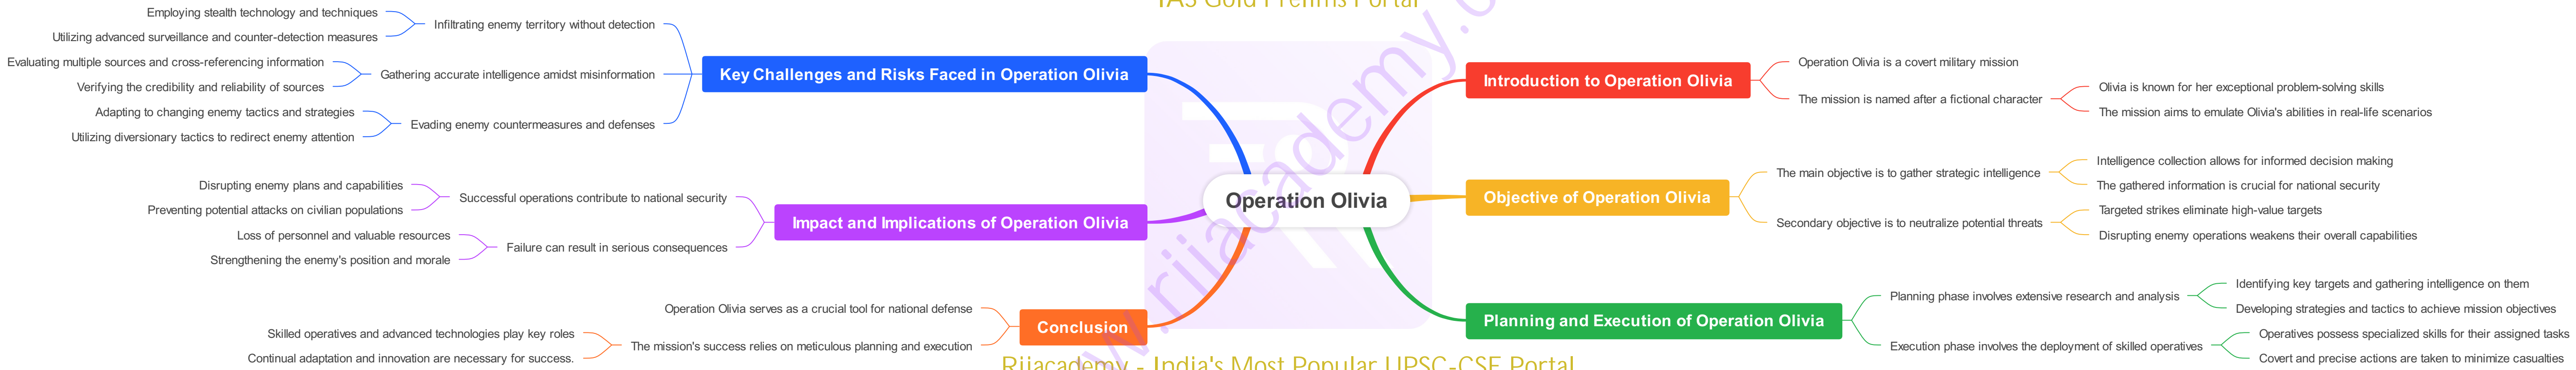 IAS Gold Prelims Portal
Operation Olivia
Introduction to Operation Olivia
Operation Olivia is a covert military mission
The mission is named after a fictional character
Olivia is known for her exceptional problem-solving skills
The mission aims to emulate Olivia's abilities in real-life scenarios
Objective of Operation Olivia
The main objective is to gather strategic intelligence
Intelligence collection allows for informed decision making
The gathered information is crucial for national security
Secondary objective is to neutralize potential threats
Targeted strikes eliminate high-value targets
Disrupting enemy operations weakens their overall capabilities
Planning and Execution of Operation Olivia
Planning phase involves extensive research and analysis
Identifying key targets and gathering intelligence on them
Developing strategies and tactics to achieve mission objectives
Execution phase involves the deployment of skilled operatives
Operatives possess specialized skills for their assigned tasks
Covert and precise actions are taken to minimize casualties
Key Challenges and Risks Faced in Operation Olivia
Infiltrating enemy territory without detection
Employing stealth technology and techniques
Utilizing advanced surveillance and counter-detection measures
Gathering accurate intelligence amidst misinformation
Evaluating multiple sources and cross-referencing information
Verifying the credibility and reliability of sources
Evading enemy countermeasures and defenses
Adapting to changing enemy tactics and strategies
Utilizing diversionary tactics to redirect enemy attention
Impact and Implications of Operation Olivia
Successful operations contribute to national security
Disrupting enemy plans and capabilities
Preventing potential attacks on civilian populations
Failure can result in serious consequences
Loss of personnel and valuable resources
Strengthening the enemy's position and morale
Conclusion
Operation Olivia serves as a crucial tool for national defense
The mission's success relies on meticulous planning and execution
Skilled operatives and advanced technologies play key roles
Continual adaptation and innovation are necessary for success.
Rijacademy - India's Most Popular UPSC-CSE Portal